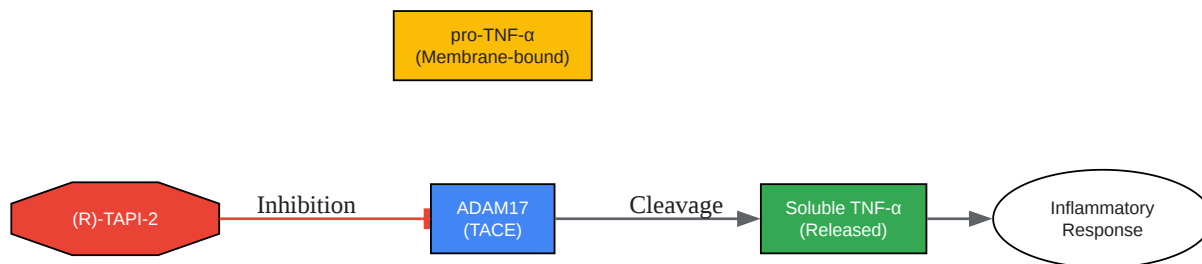 pro-TNF-α
(Membrane-bound)
(R)-TAPI-2
Inhibition
ADAM17
(TACE)
Cleavage
Soluble TNF-α
(Released)
Inflammatory
Response